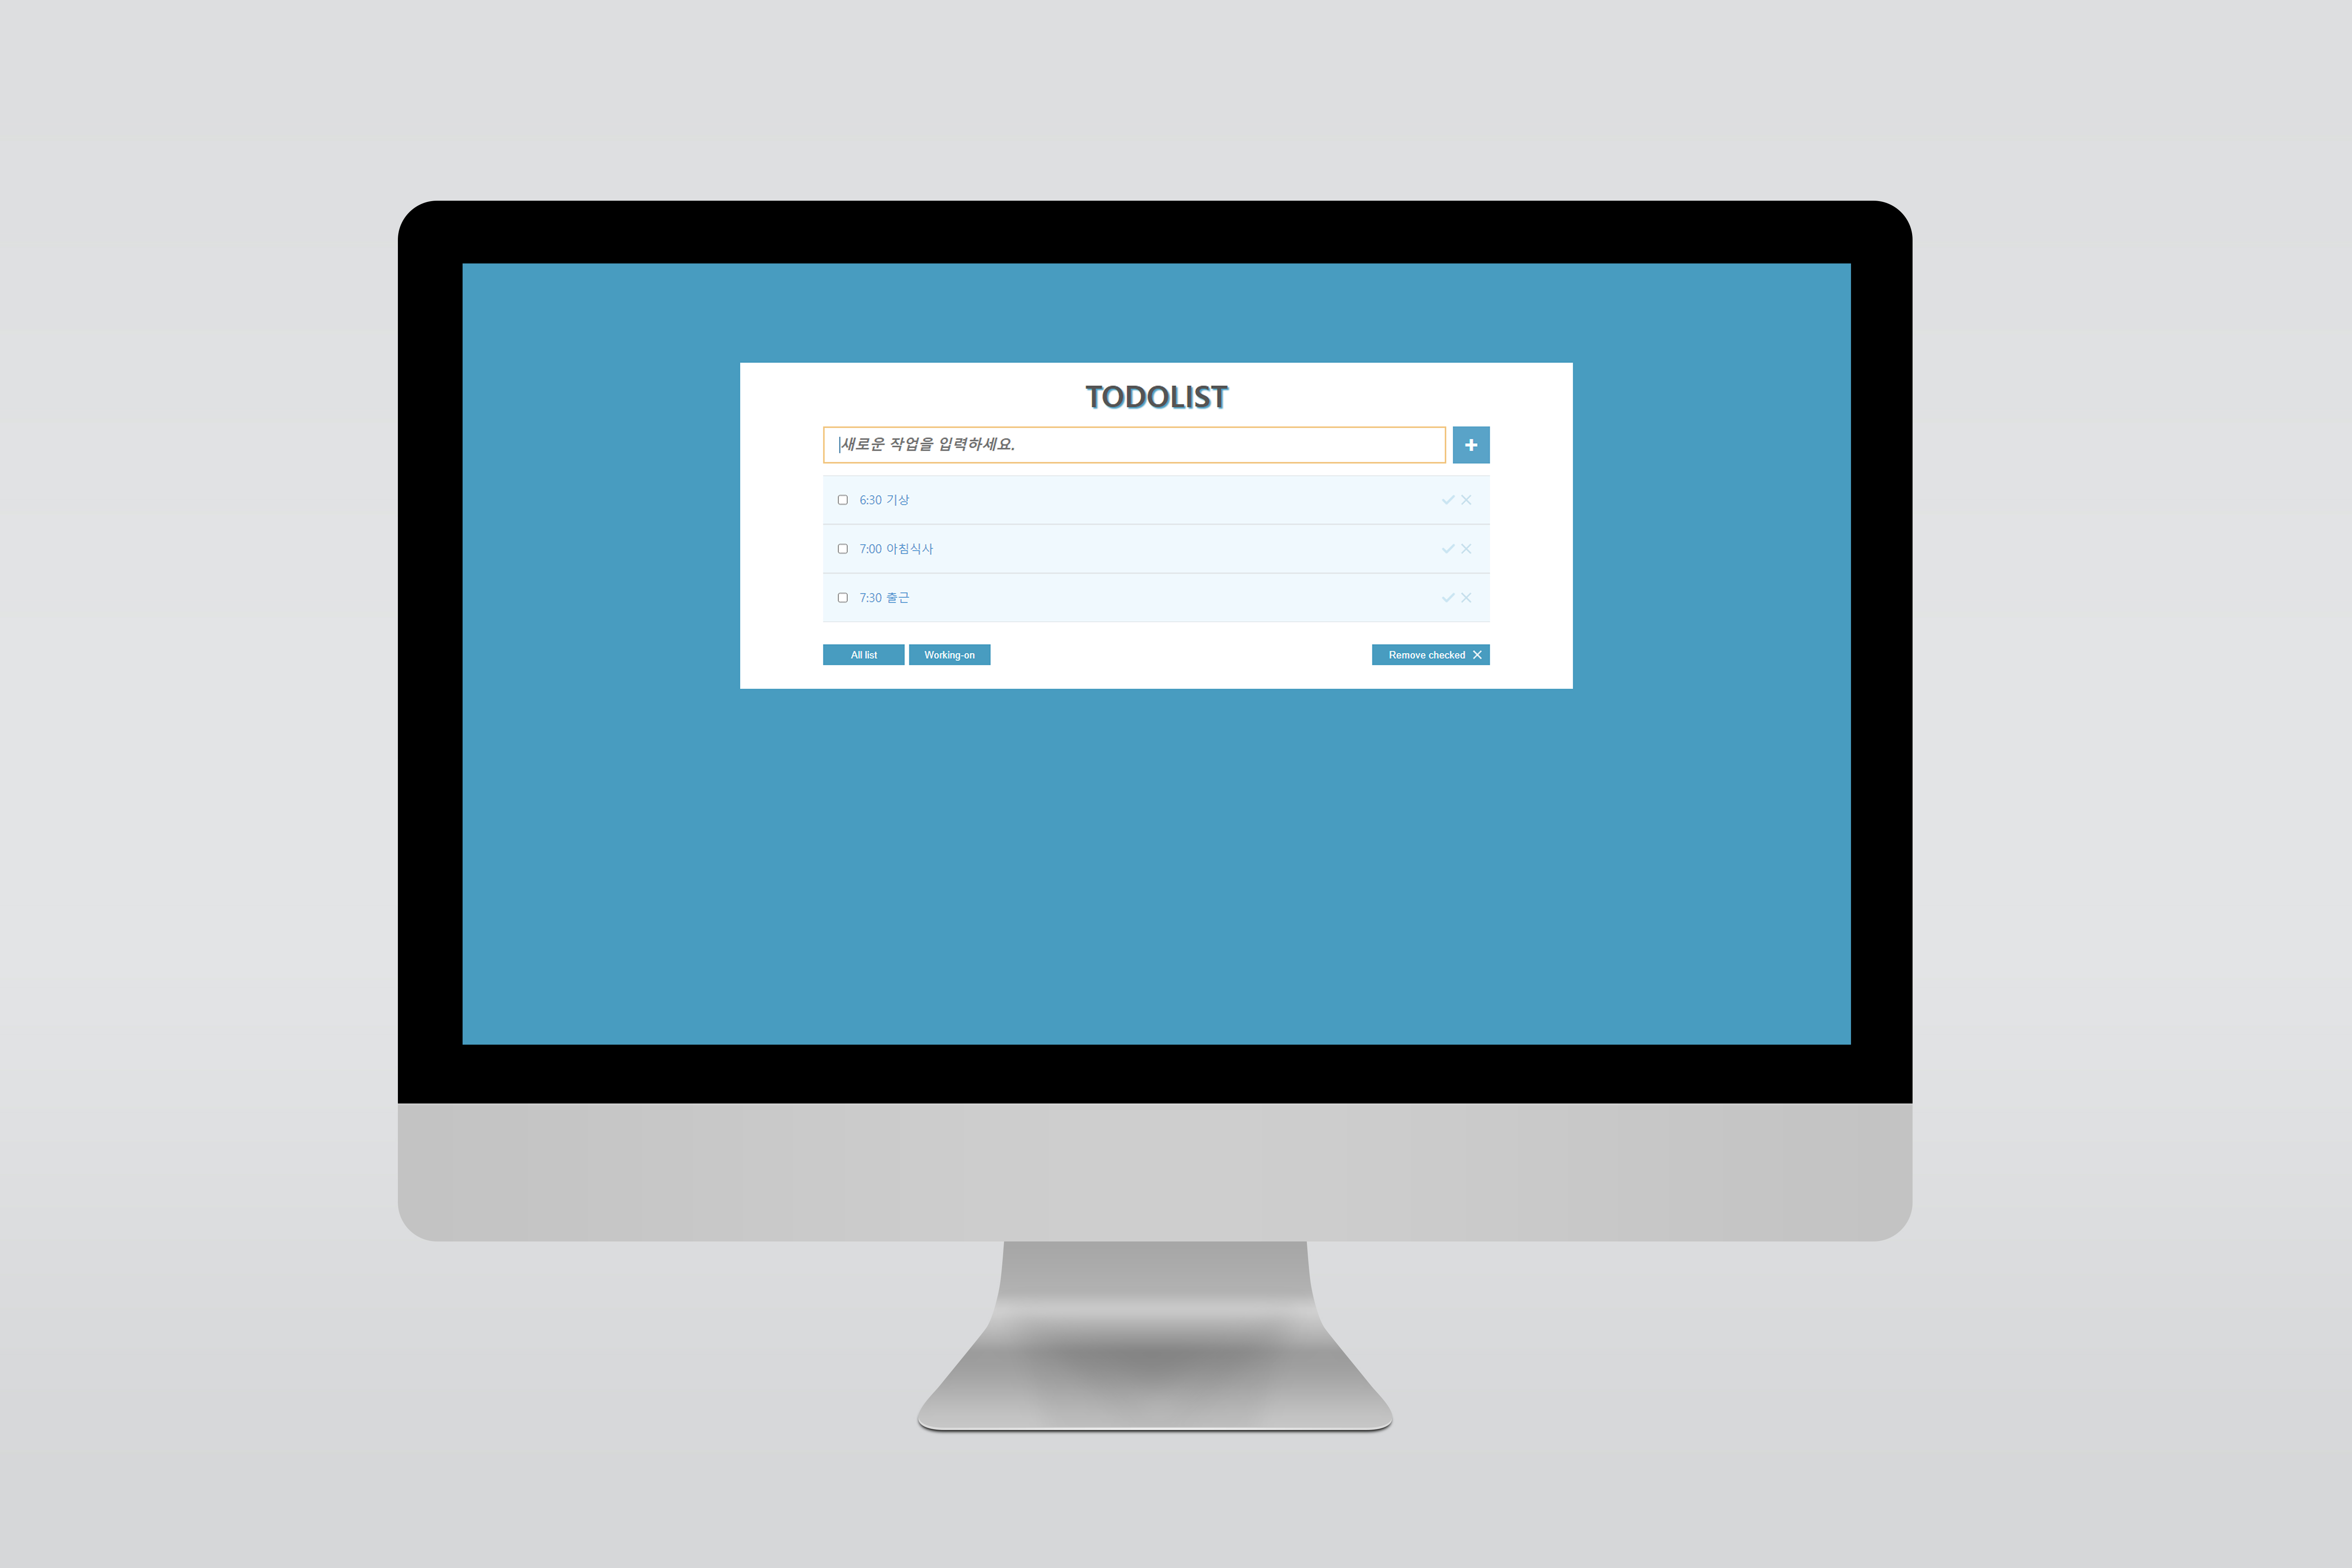 TODOLIST
새로운 작업을 입력하세요.
6:30 기상
7:00 아침식사
7:30 출근
All list
Working-on
Remove checked